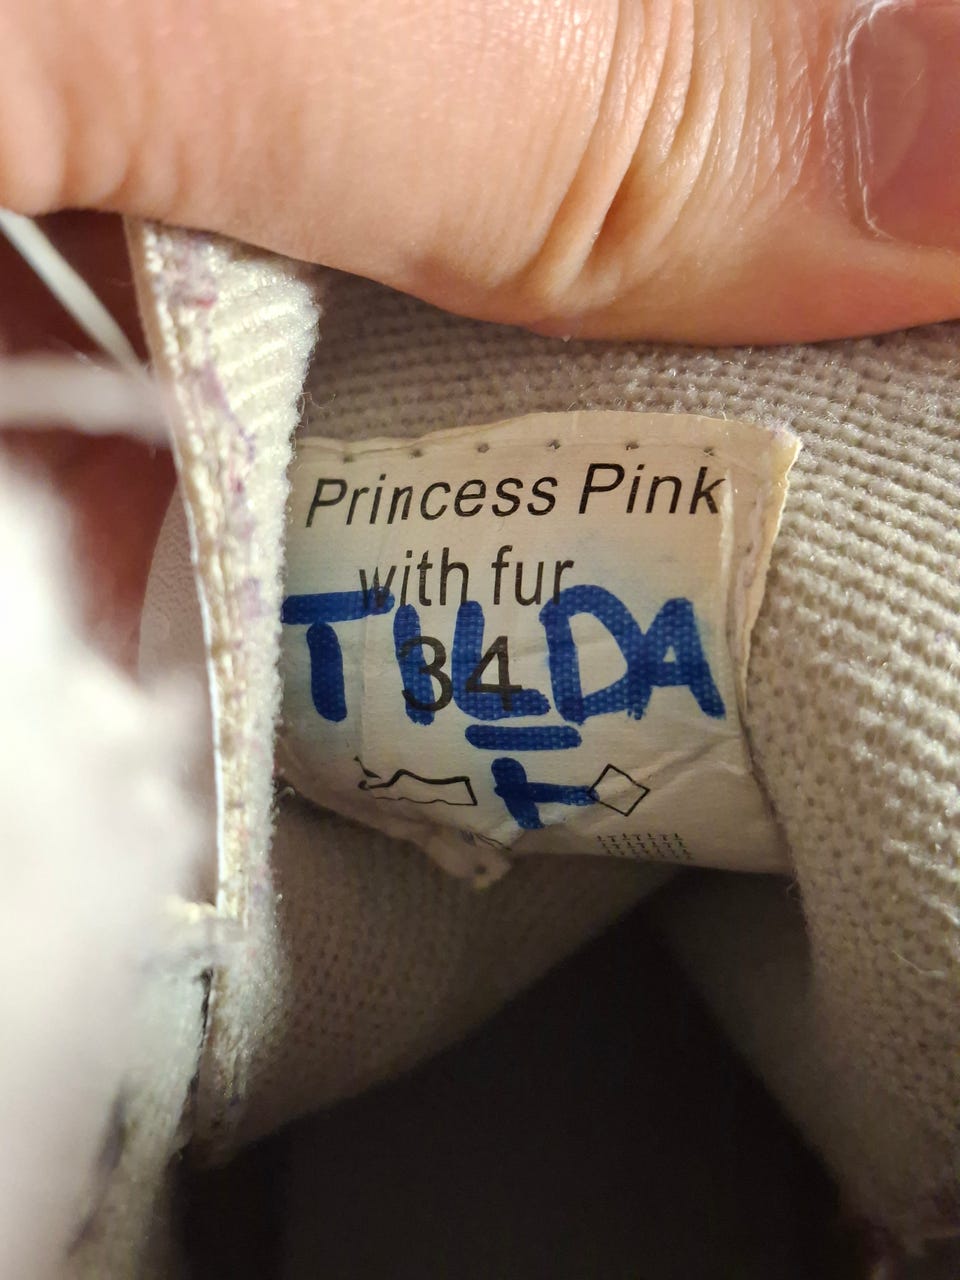 Princess Pink
with fur
TILDA
34